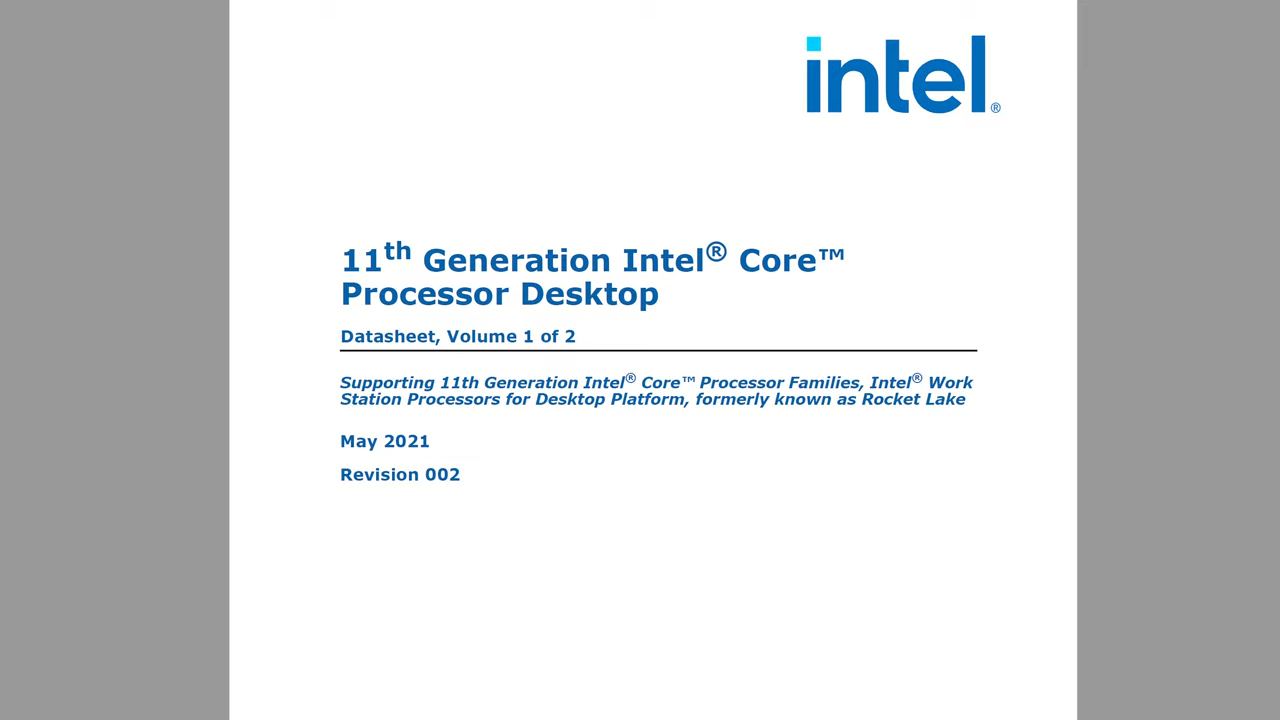 intel®
11th Generation Intel® Core™
Processor Desktop
Datasheet, Volume 1 of 2
Supporting 11th Generation Intel® Core™ Processor Families, Intel® Work
Station Processors for Desktop Platform, formerly known as Rocket Lake
May 2021
Revision 002